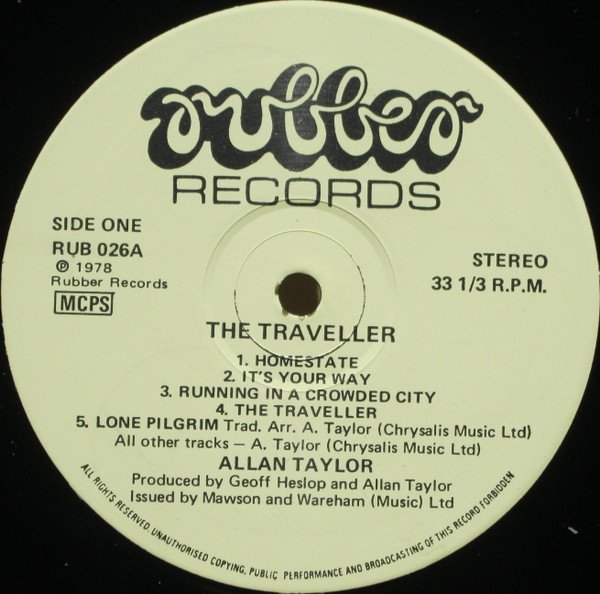 rubber
RECORDS
SIDE ONE
RUB 026A
℗ 1978
Rubber Records
MCPS
STEREO
33 1/3 R.P.M.
THE TRAVELLER
1. HOMESTATE
2. IT'S YOUR WAY
3. RUNNING IN A CROWDED CITY
4. THE TRAVELLER
5. LONE PILGRIM Trad. Arr. A. Taylor (Chrysalis Music Ltd)
All other tracks – A. Taylor (Chrysalis Music Ltd)
ALLAN TAYLOR
Produced by Geoff Heslop and Allan Taylor
Issued by Mawson and Wareham (Music) Ltd
ALL RIGHTS RESERVED. UNAUTHORISED COPYING, PUBLIC PERFORMANCE AND BROADCASTING OF THIS RECORD FORBIDDEN